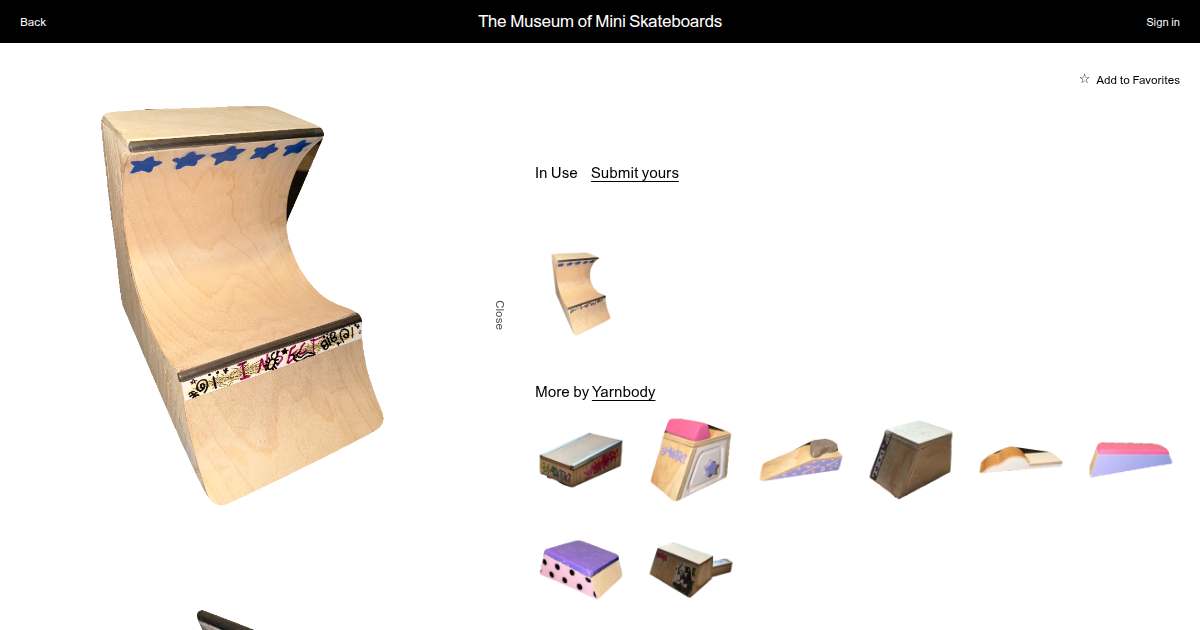 Back
The Museum of Mini Skateboards
Sign in
☆ Add to Favorites
In Use Submit yours
INSECT
Close
More by Yarnbody